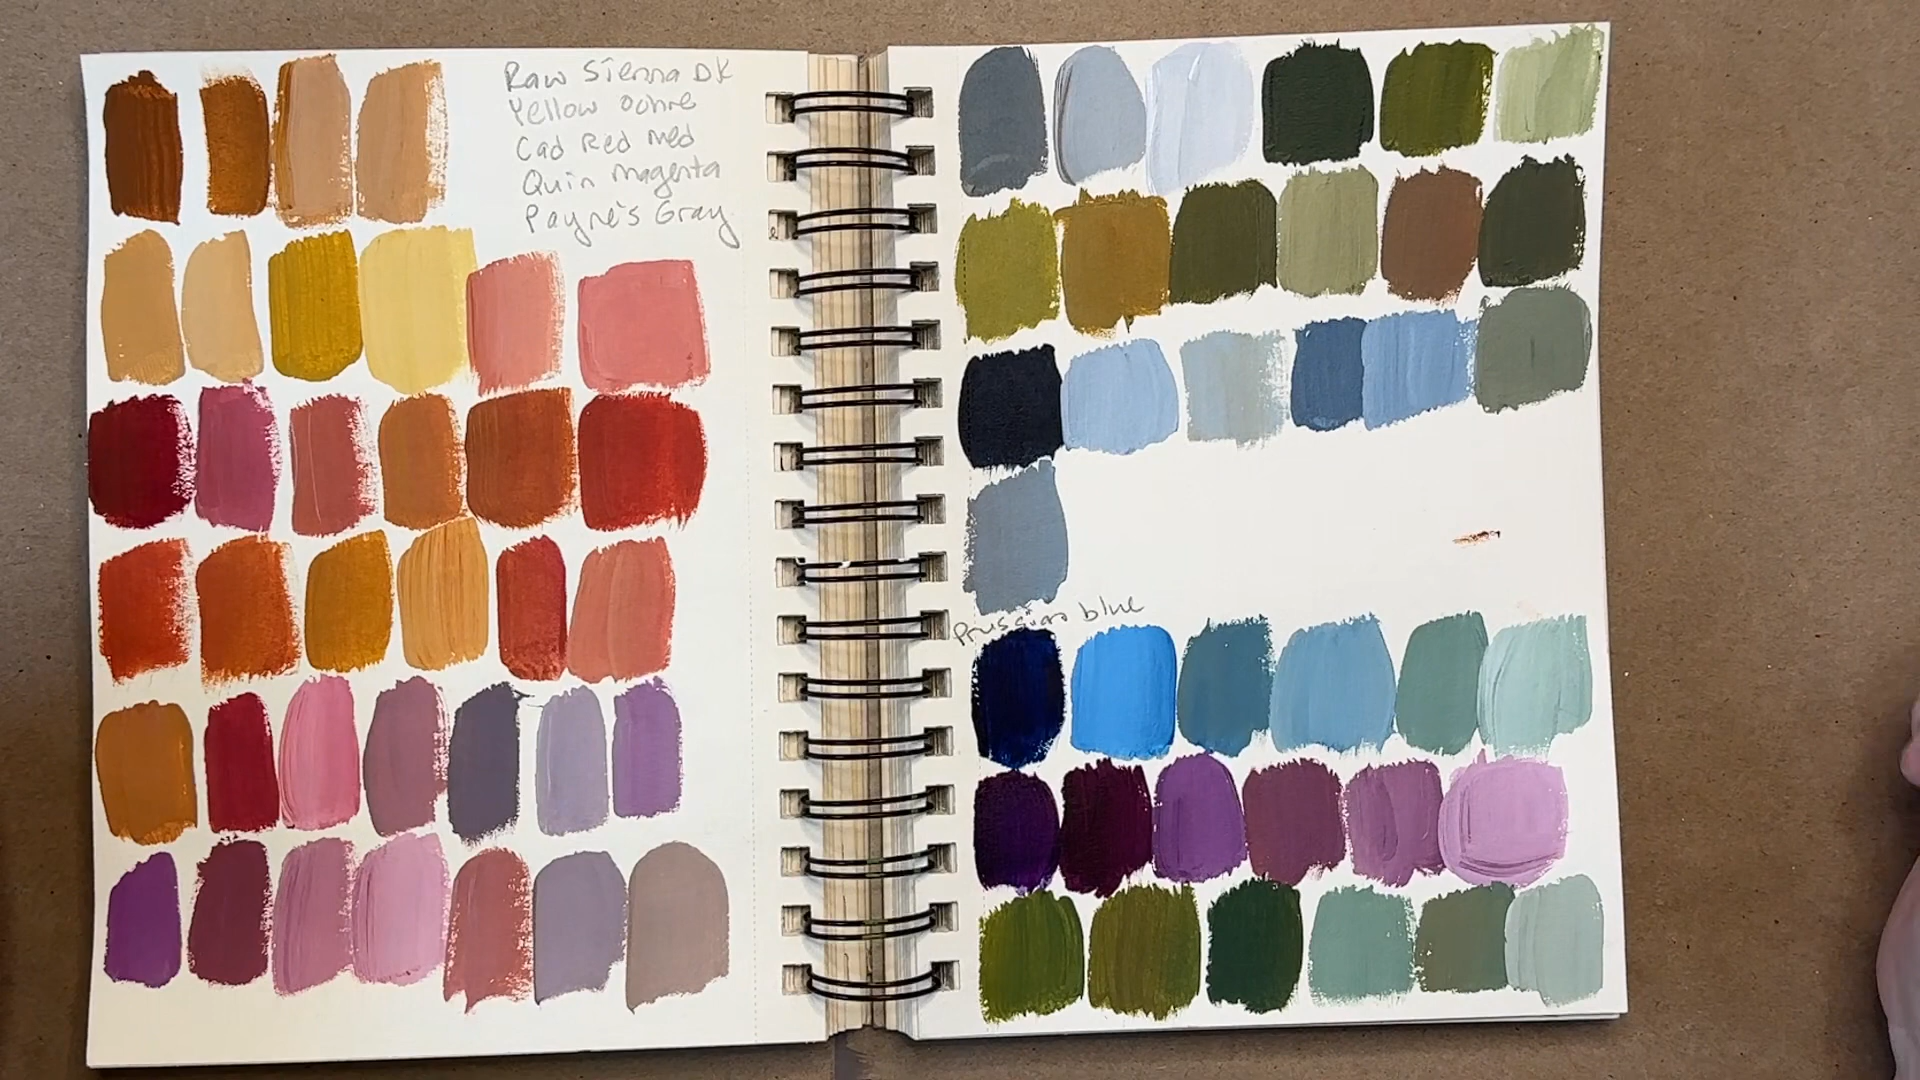 Raw Sienna DK
Yellow Ochre
Cad Red Med
Quin Magenta
Payne's Gray
Prussian blue